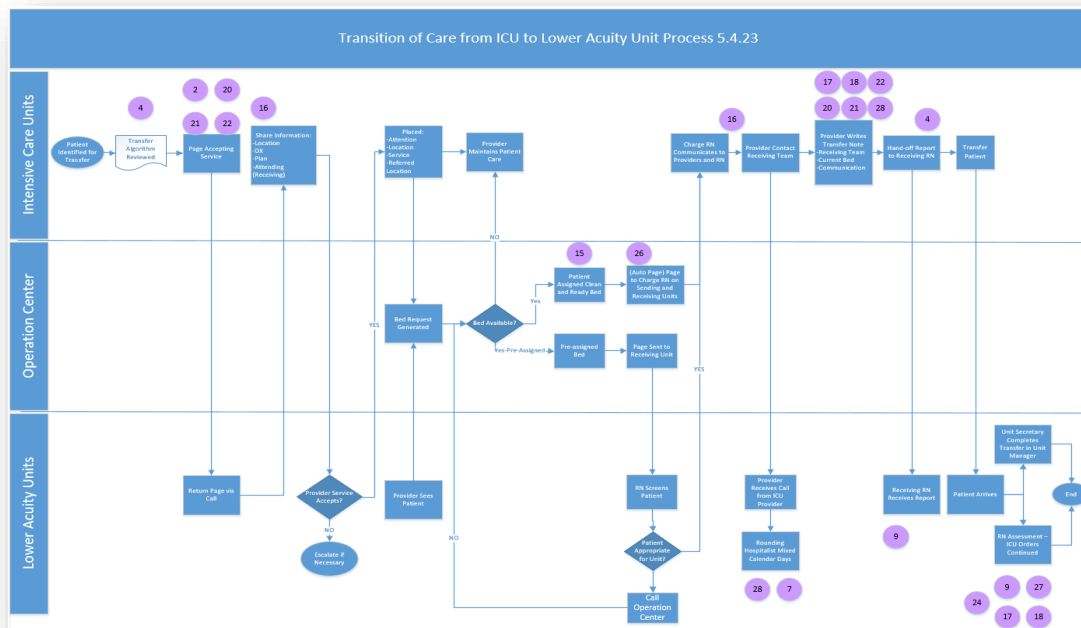 Transition of Care from ICU to Lower Acuity Unit Process 5.4.23
Intensive Care Units
4
2
20
21
22
16
17
18
22
20
21
28
16
4
Patient
Identified for
Transfer
Transfer
Algorithm
Reviewed
Page Accepting
Service
Share Information:
-Location
-DX
-Plan
-Attending
(Receiving)
Placed:
-Attention
-Location
-Service
-Referred
Location
Provider
Maintains Patient
Care
Charge RN
Communicates to
Providers and RN
Provider Contact
Receiving Team
Provider Writes
Transfer Note
-Receiving Team
-Current Bed
-Communication
Hand-off Report
to Receiving RN
Transfer
Patient
Operation Center
NO
15
26
Patient
Assigned Clean
and Ready Bed
(Auto Page) Page
to Charge RN on
Sending and
Receiving Units
Yes
YES
Bed Request
Generated
Bed Available?
Yes-Pre-Assigned
Pre-assigned
Bed
Page Sent to
Receiving Unit
YES
Lower Acuity Units
Return Page via
Call
Provider Service
Accepts?
NO
Escalate if
Necessary
Provider Sees
Patient
NO
RN Screens
Patient
Patient
Appropriate
for Unit?
Call
Operation
Center
Provider
Receives Call
from ICU
Provider
Rounding
Hospitalist Mixed
Calendar Days
28
7
Receiving RN
Receives Report
9
Patient Arrives
Unit Secretary
Completes
Transfer in Unit
Manager
End
RN Assessment –
ICU Orders
Continued
24
9
27
17
18